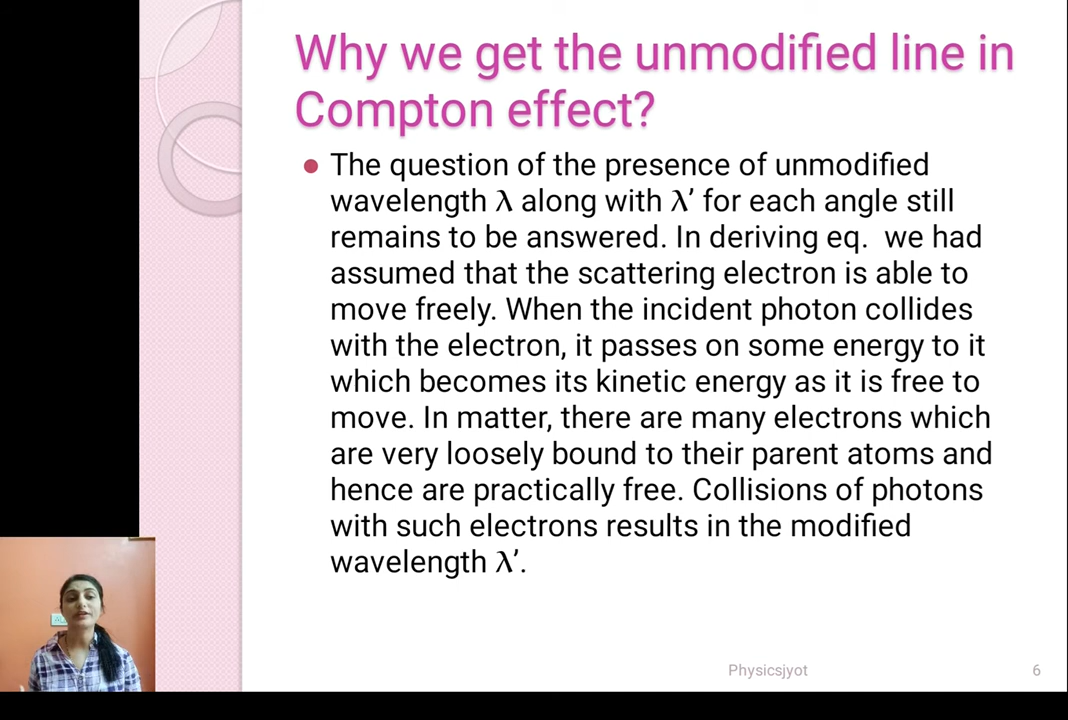 Why we get the unmodified line in
Compton effect?
● The question of the presence of unmodified
wavelength λ along with λ’ for each angle still
remains to be answered. In deriving eq.  we had
assumed that the scattering electron is able to
move freely. When the incident photon collides
with the electron, it passes on some energy to it
which becomes its kinetic energy as it is free to
move. In matter, there are many electrons which
are very loosely bound to their parent atoms and
hence are practically free. Collisions of photons
with such electrons results in the modified
wavelength λ’.
Physicsjyot
6